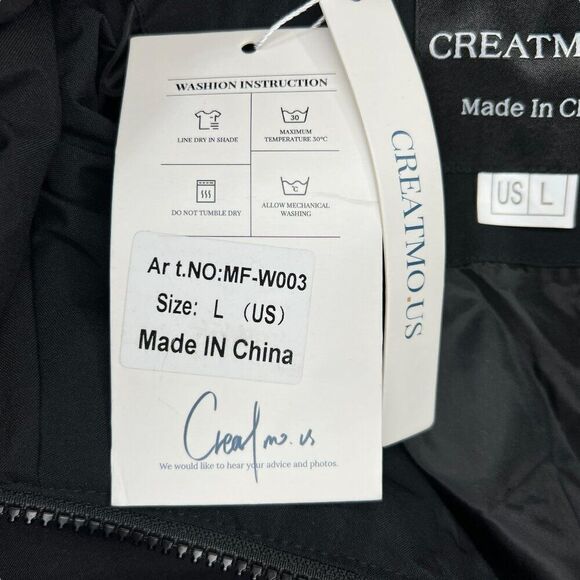 WASHION INSTRUCTION
30
LINE DRY IN SHADE
MAXIMUM
TEMPERATURE 30°C
°C
DO NOT TUMBLE DRY
ALLOW MECHANICAL
WASHING
Ar t.NO:MF-W003
Size: L (US)
Made IN China
Creatmo.us
We would like to hear your advice and photos.
CREATMO.US
CREATM
Made In C
US L